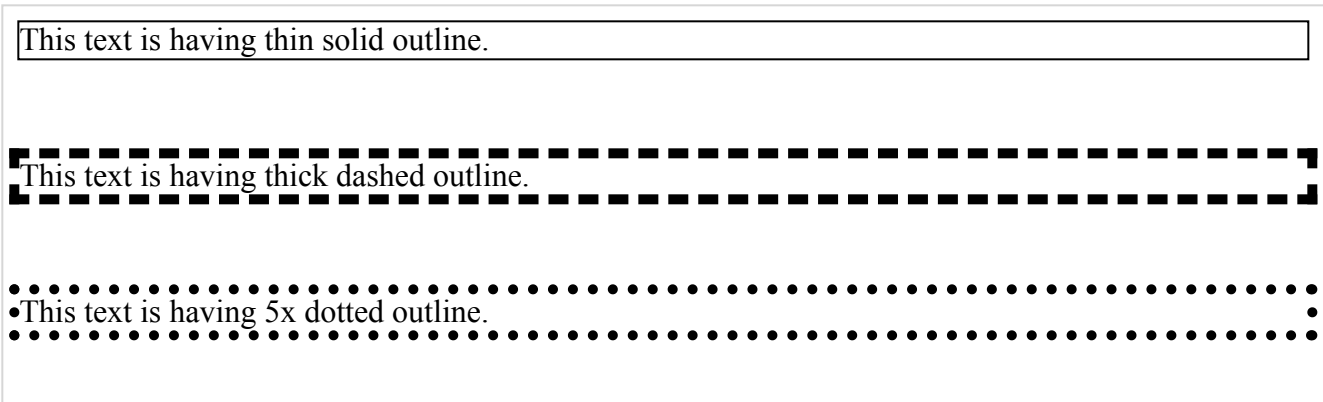 This text is having thin solid outline.
This text is having thick dashed outline.
This text is having 5x dotted outline.